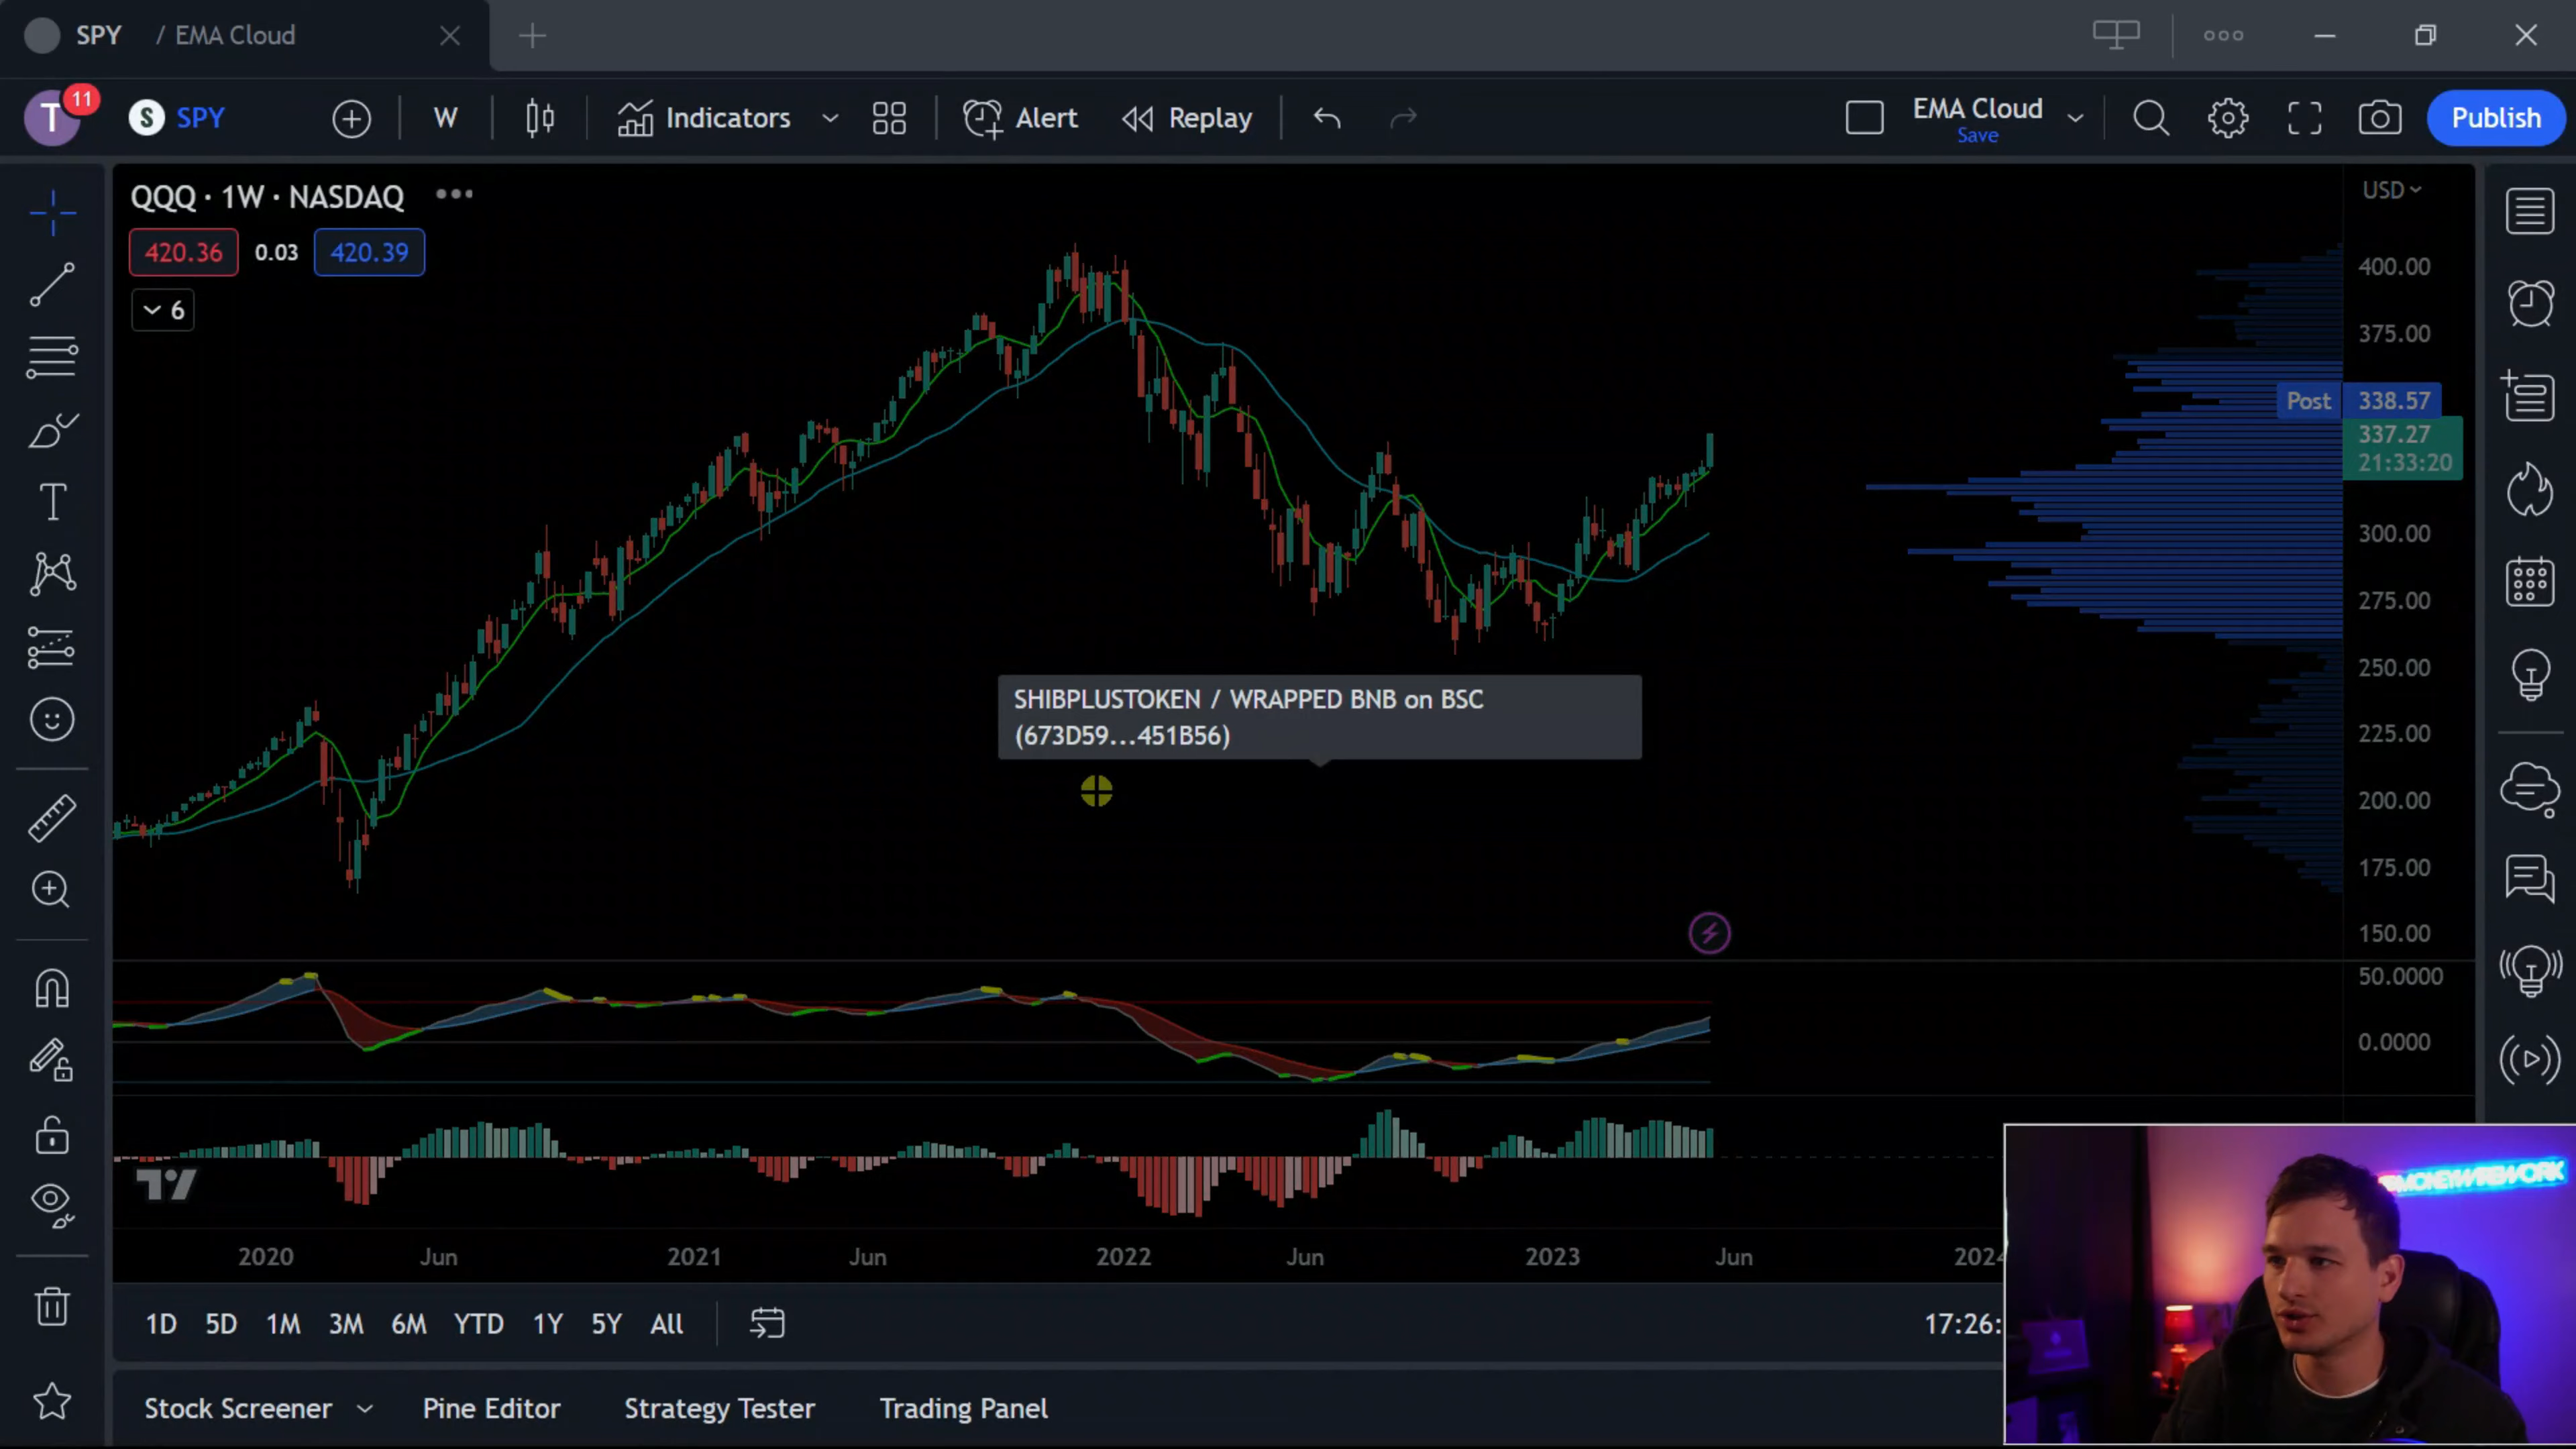 SPY / EMA Cloud
T 11 S SPY W Indicators Alert Replay EMA Cloud Publish
Save
QQQ · 1W · NASDAQ
USD
420.36 0.03 420.39
6
400.00
375.00
Post 338.57
337.27
21:33:20
300.00
275.00
250.00
225.00
200.00
175.00
150.00
SHIBPLUSTOKEN / WRAPPED BNB on BSC
(673D59...451B56)
50.0000
0.0000
2020 Jun 2021 Jun 2022 Jun 2023 Jun 2024
1D 5D 1M 3M 6M YTD 1Y 5Y All 17:26:
Stock Screener Pine Editor Strategy Tester Trading Panel